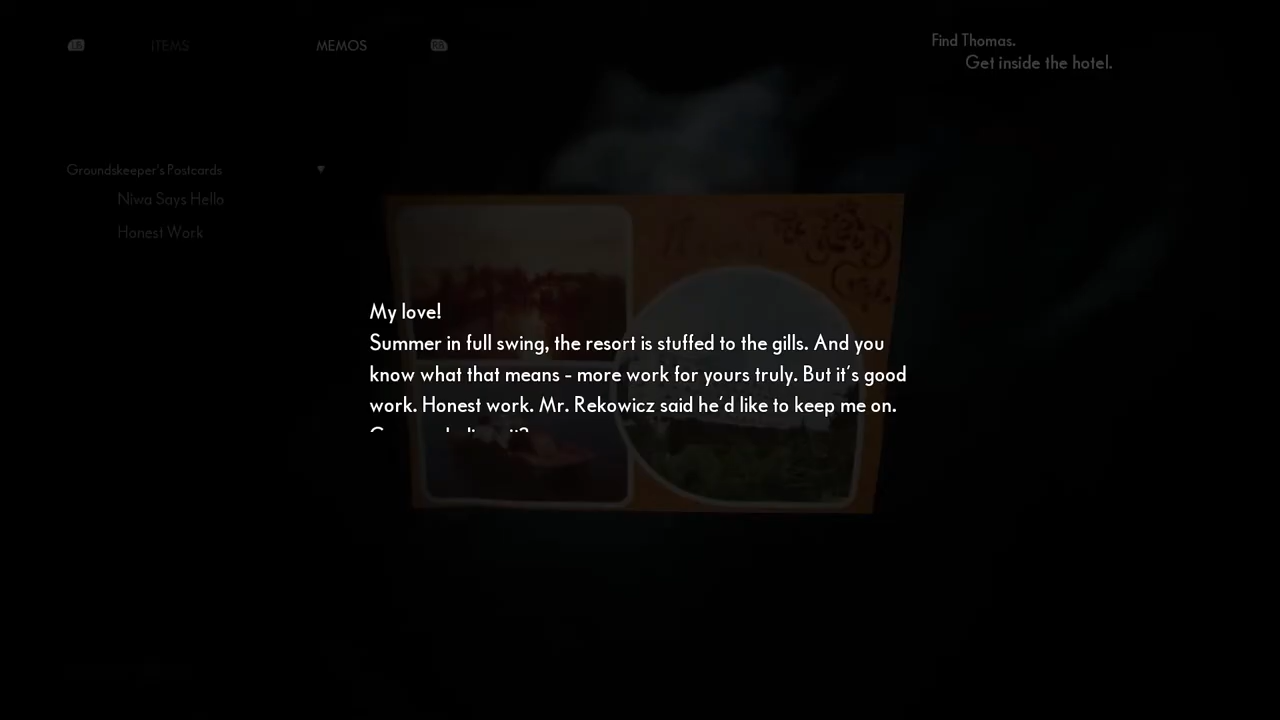 LB
ITEMS
MEMOS
RB
Find Thomas.
Get inside the hotel.
Groundskeeper's Postcards
Niwa Says Hello
Honest Work
My love!
Summer in full swing, the resort is stuffed to the gills. And you
know what that means - more work for yours truly. But it's good
work. Honest work. Mr. Rekowicz said he'd like to keep me on.